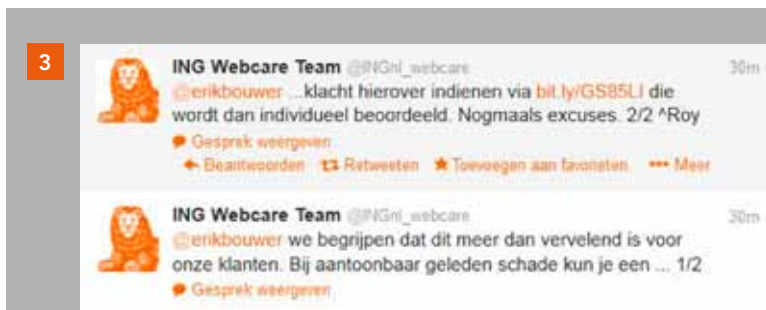 3
ING Webcare Team @INGnl_webcare 30m
@erikbouwer ...klacht hierover indienen via bit.ly/GS85LI die
wordt dan individueel beoordeeld. Nogmaals excuses. 2/2 ^Roy
Gesprek weergeven
Beantwoorden Retweeten Toevoegen aan favorieten Meer
ING Webcare Team @INGnl_webcare 30m
@erikbouwer we begrijpen dat dit meer dan vervelend is voor
onze klanten. Bij aantoonbaar geleden schade kun je een ... 1/2
Gesprek weergeven